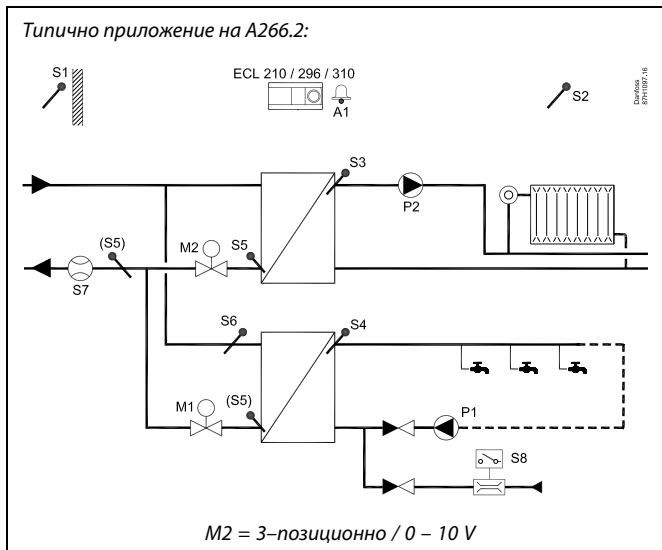 Типично приложение на A266.2:
S1
ECL 210 / 296 / 310
A1
S2
Danfoss
87H1097.16
S3
P2
(S5)
M2
S5
S7
S6
S4
M1
(S5)
P1
S8
M2 = 3–позиционно / 0 – 10 V